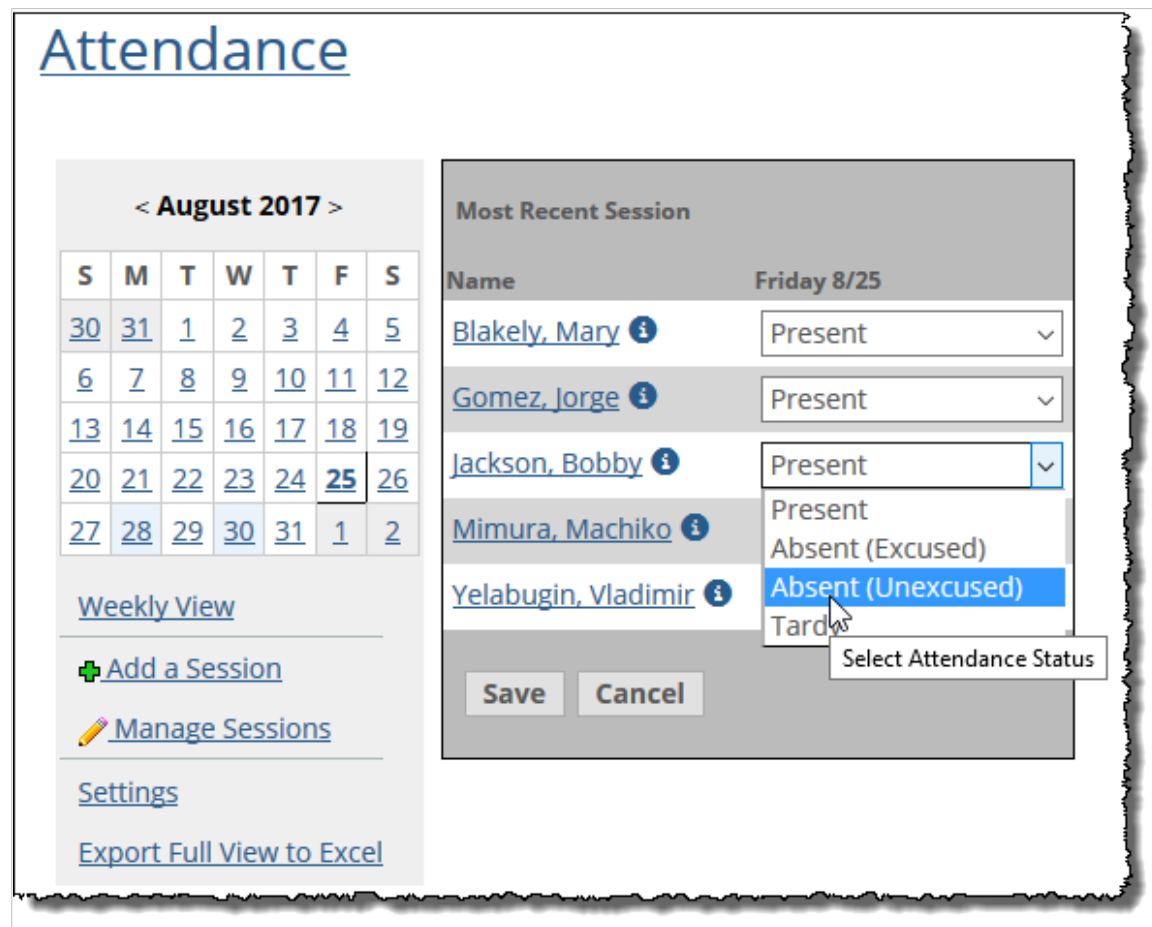 Attendance
< August 2017 >
S M T W T F S
30 31 1 2 3 4 5
6 7 8 9 10 11 12
13 14 15 16 17 18 19
20 21 22 23 24 25 26
27 28 29 30 31 1 2
Weekly View
Add a Session
Manage Sessions
Settings
Export Full View to Excel
Most Recent Session
Name Friday 8/25
Blakely, Mary Present
Gomez, Jorge Present
Jackson, Bobby Present
Present
Absent (Excused)
Absent (Unexcused)
Tardy
Select Attendance Status
Mimura, Machiko
Yelabugin, Vladimir
Save Cancel